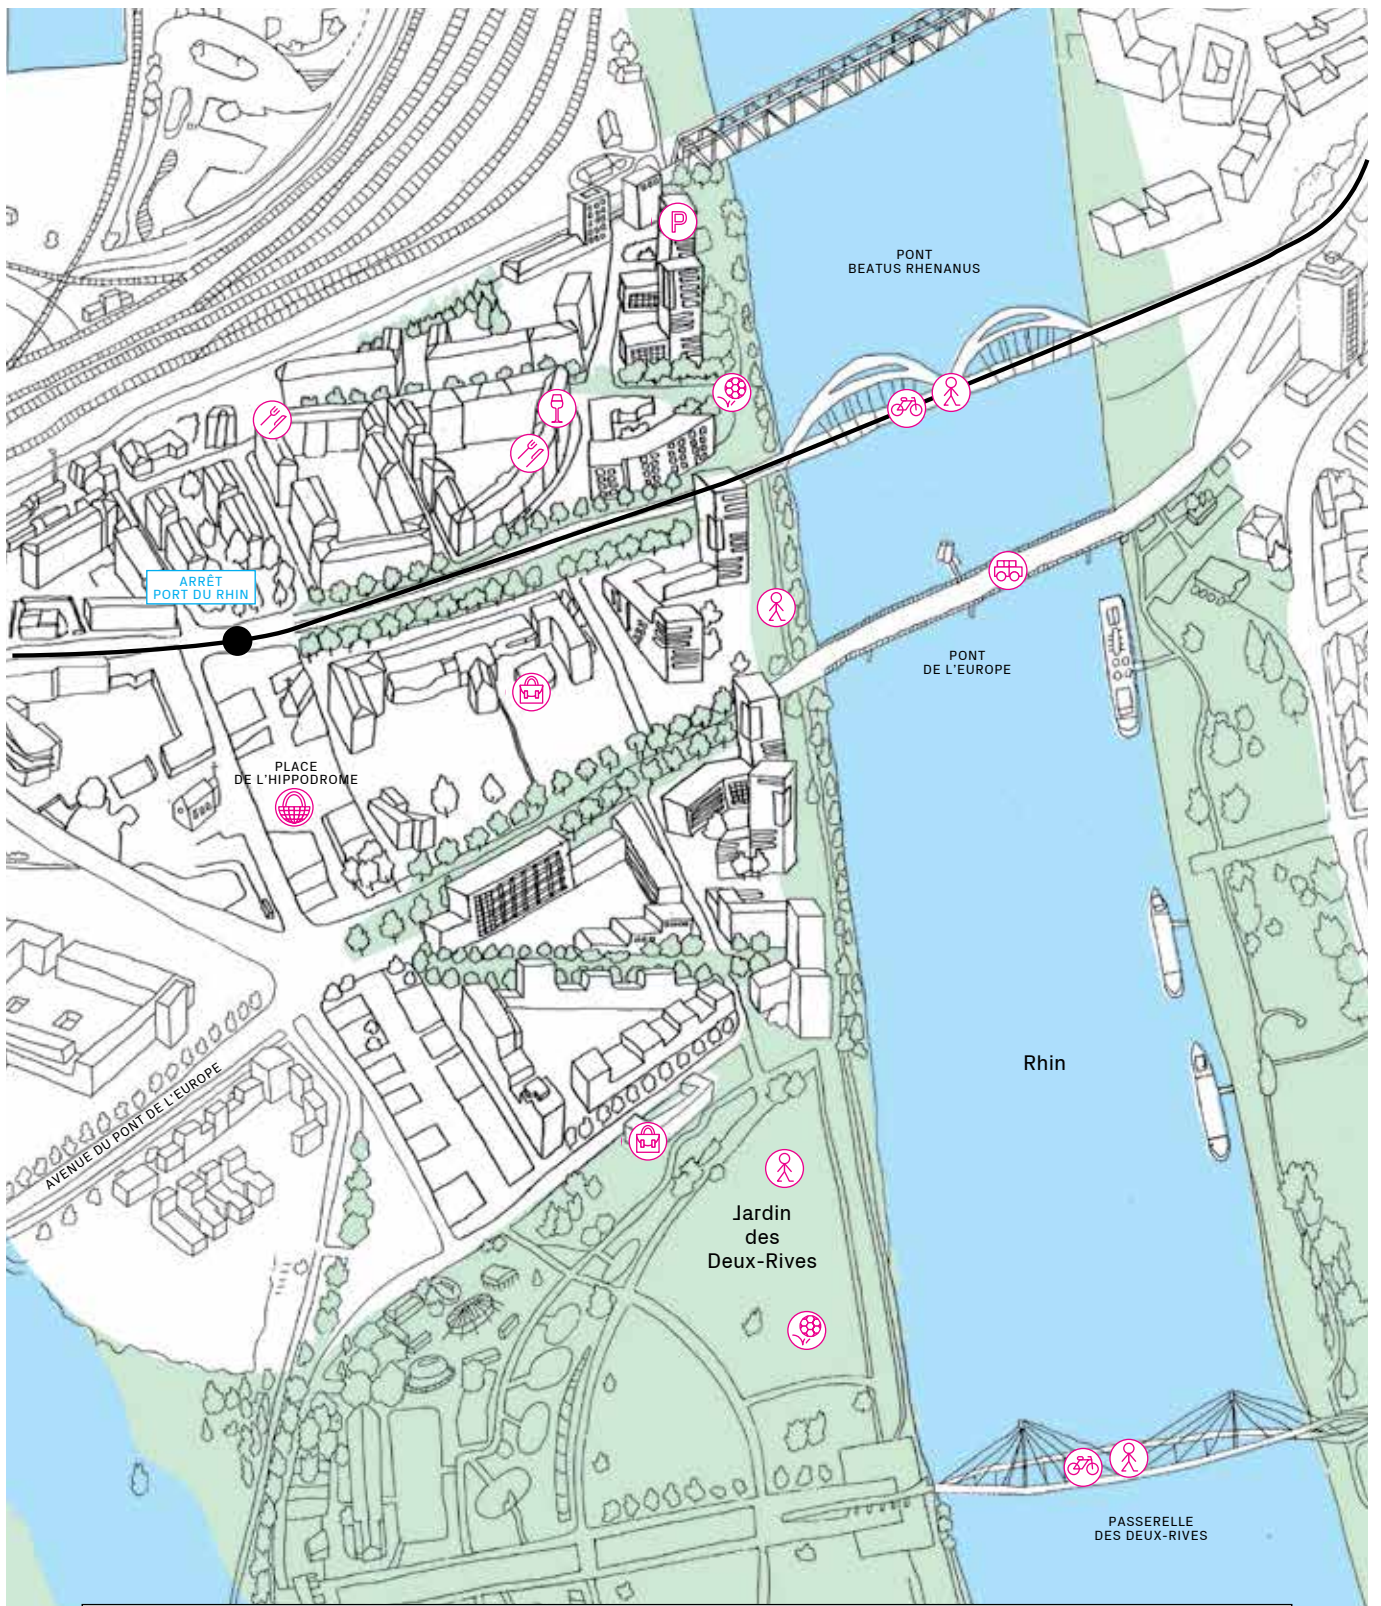 P
PONT
BEATUS RHENANUS
ARRÊT
PORT DU RHIN
PONT
DE L'EUROPE
PLACE
DE L'HIPPODROME
Rhin
AVENUE DU PONT DE L'EUROPE
Jardin
des
Deux-Rives
PASSERELLE
DES DEUX-RIVES